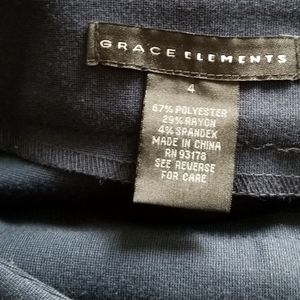 GRACE ELEMENTS
4
67% POLYESTER
29% RAYON
4% SPANDEX
MADE IN CHINA
RN 93178
SEE REVERSE
FOR CARE